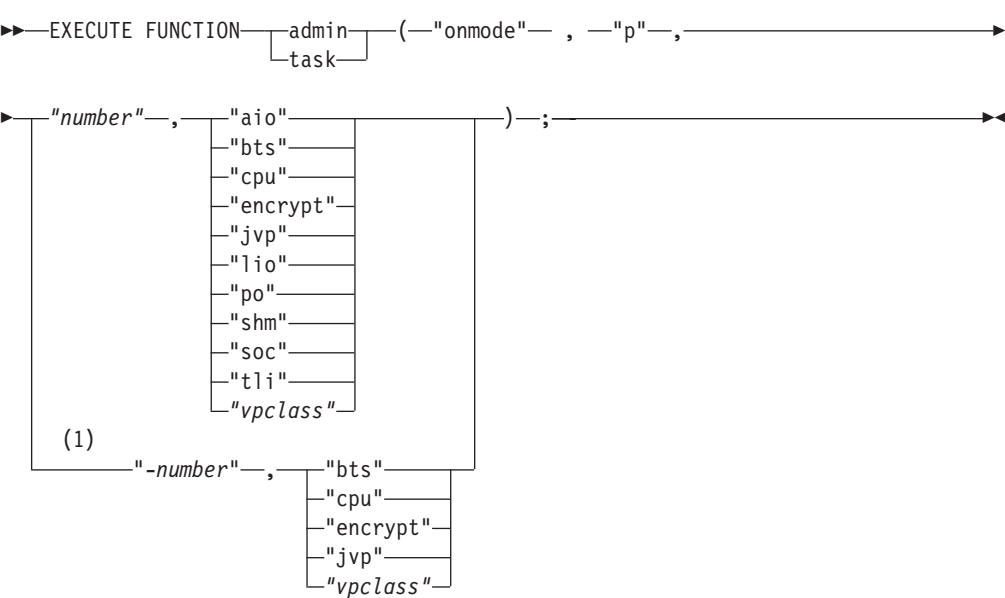 EXECUTE FUNCTION admin ( "onmode" , "p" ,
task
"number" , "aio" ) ;
"bts"
"cpu"
"encrypt"
"jvp"
"lio"
"po"
"shm"
"soc"
"tli"
"vpclass"
(1)
"-number" , "bts"
"cpu"
"encrypt"
"jvp"
"vpclass"